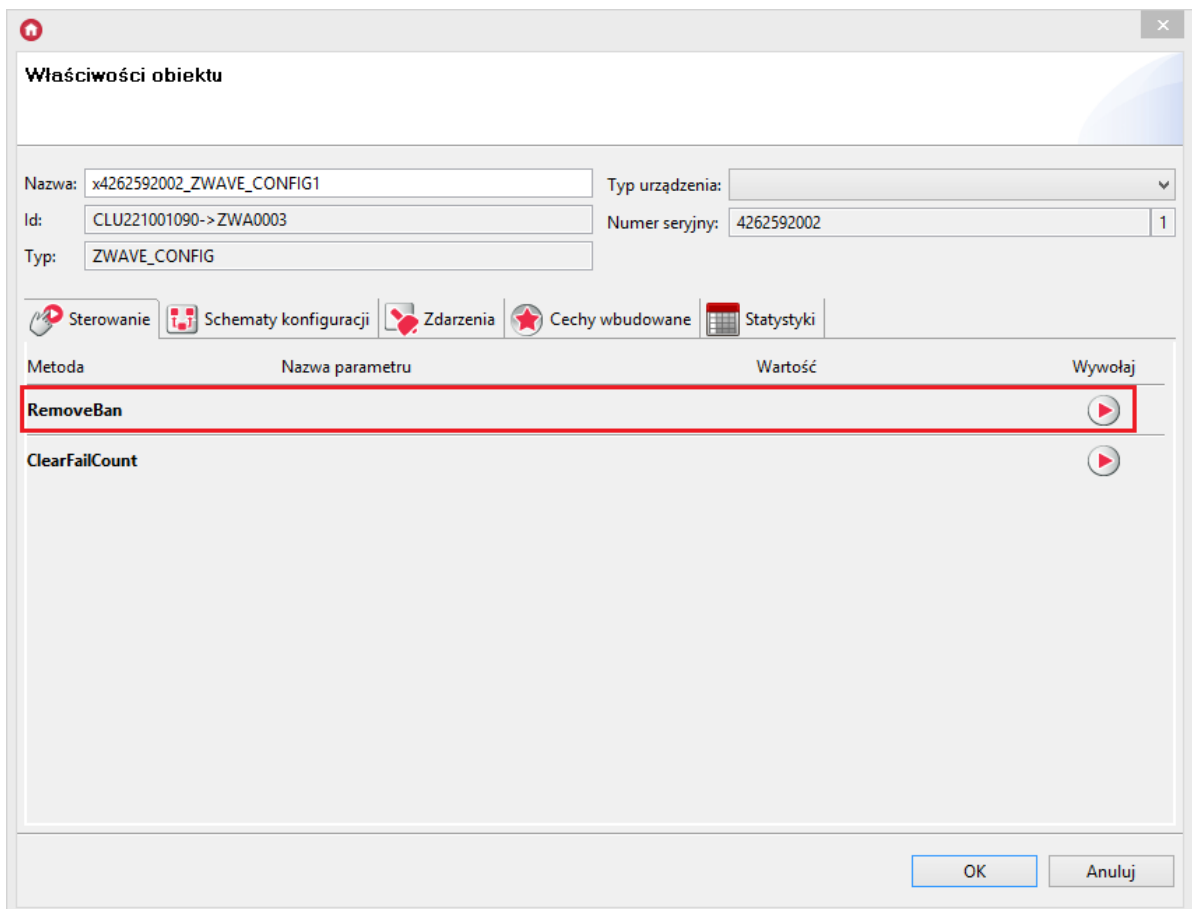 Właściwości obiektu
Nazwa: x4262592002_ZWAVE_CONFIG1 Typ urządzenia:
Id: CLU221001090->ZWA0003 Numer seryjny: 4262592002 1
Typ: ZWAVE_CONFIG
Sterowanie Schematy konfiguracji Zdarzenia Cechy wbudowane Statystyki
Metoda Nazwa parametru Wartość Wywołaj
RemoveBan
ClearFailCount
OK Anuluj